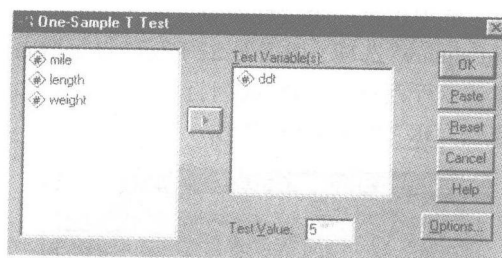 One-Sample T Test
mile
length
weight
Test Variable(s):
ddt
OK
Paste
Reset
Cancel
Help
Test Value: 5
Options...